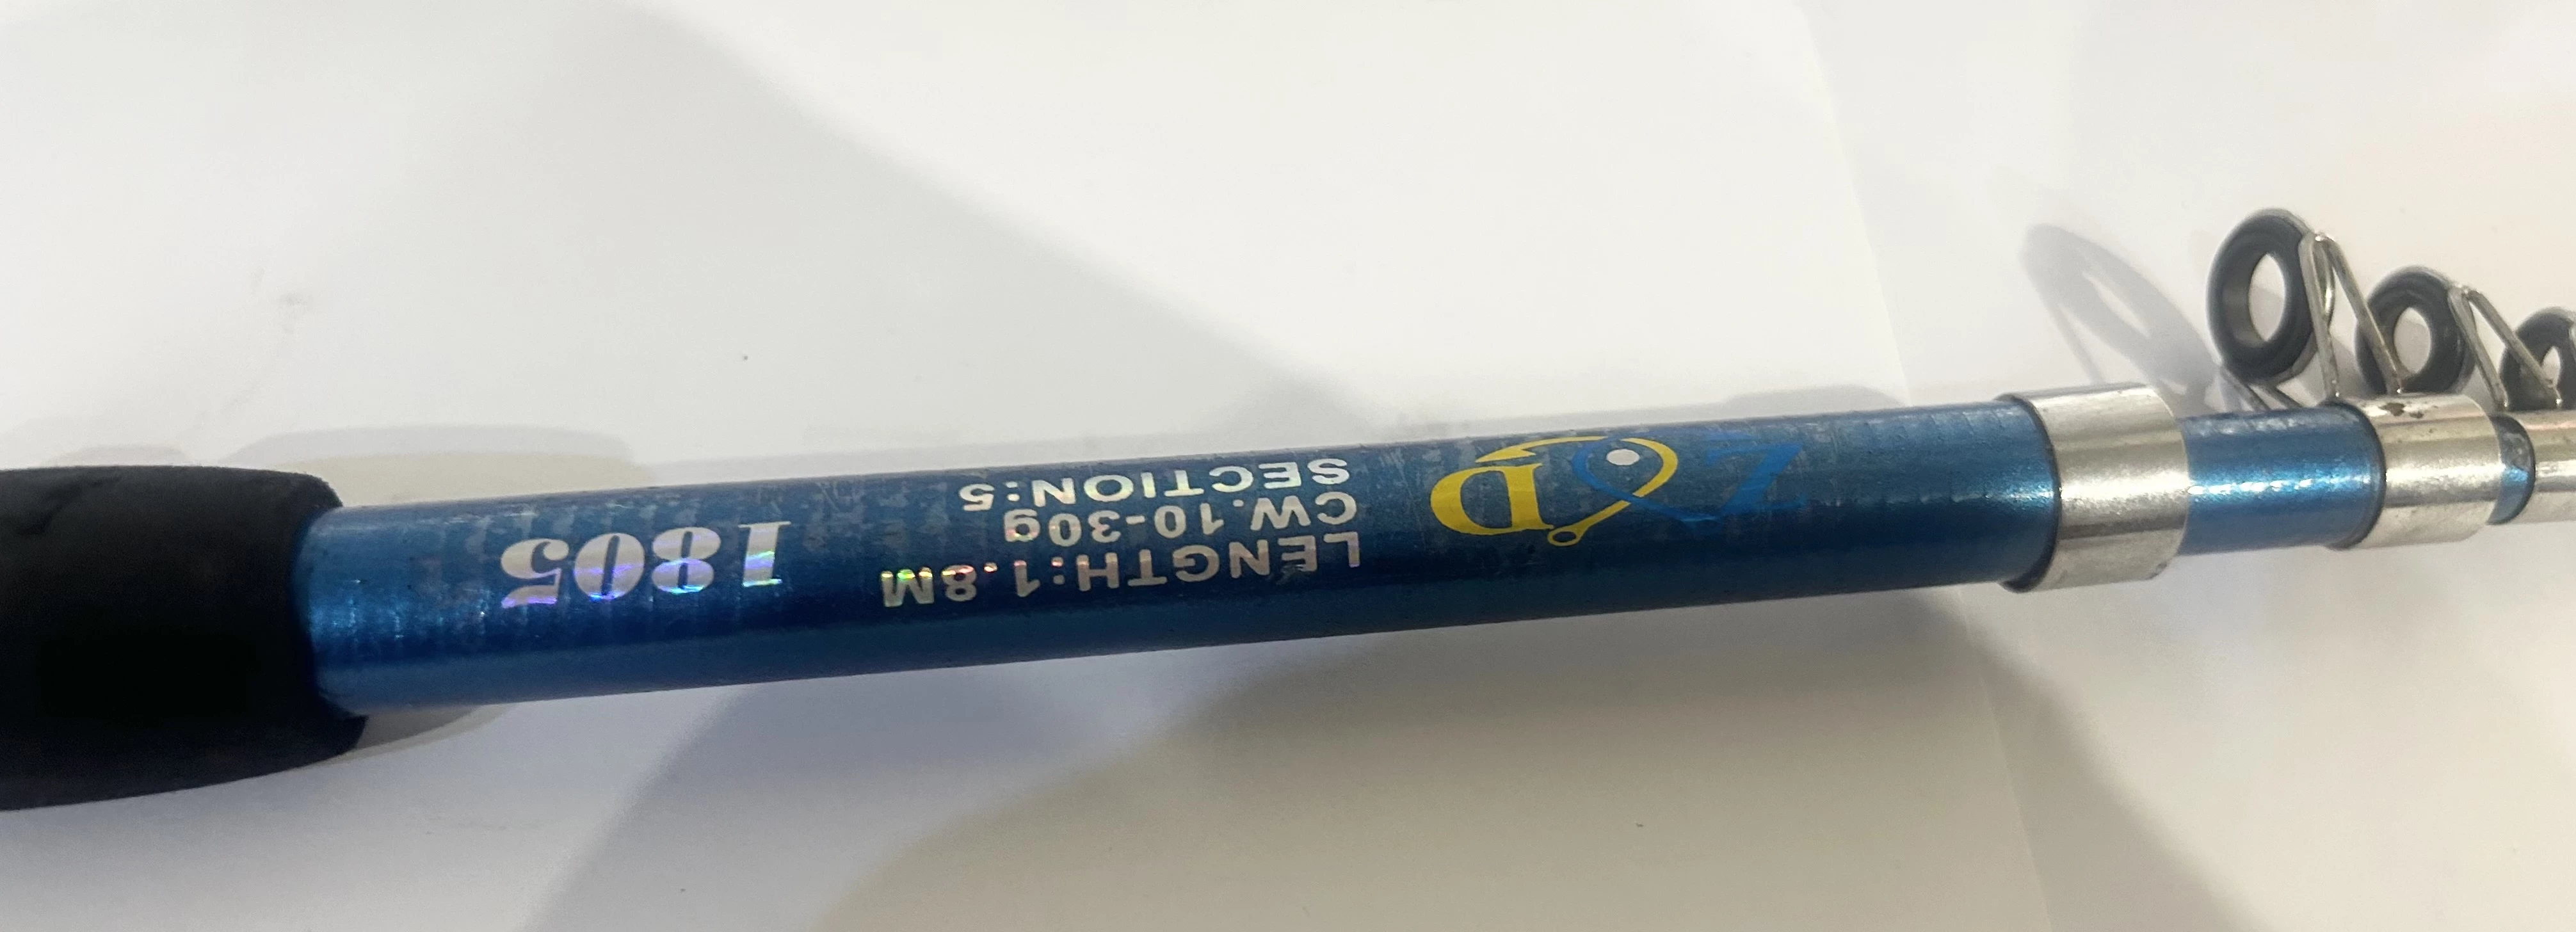 ZD
LENGTH:1.8M
CW.10-30g
SECTION:5
1805